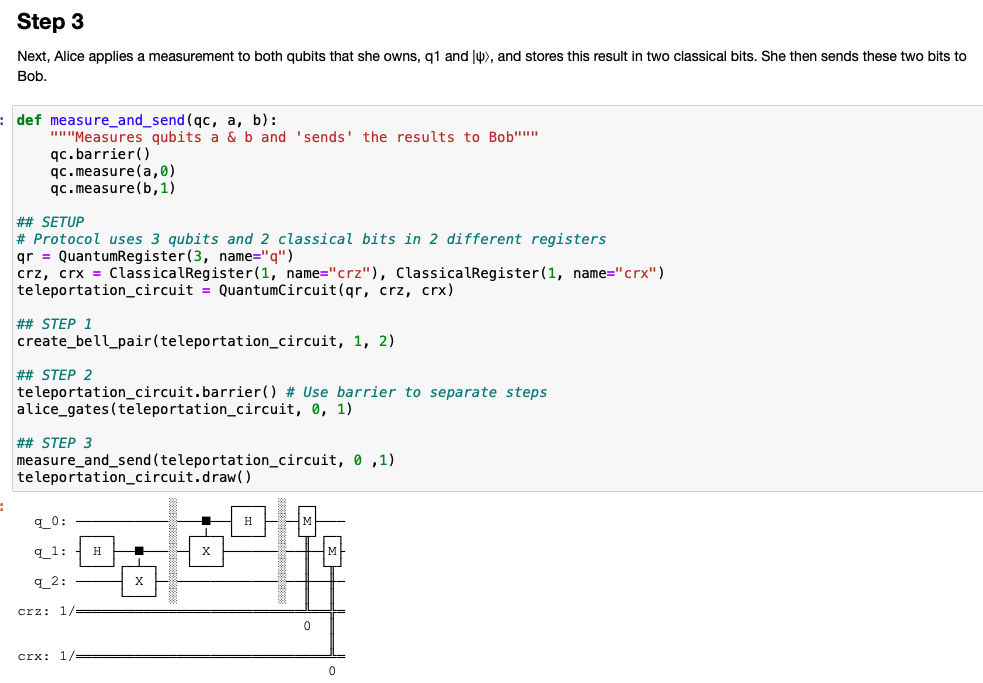 Step 3
Next, Alice applies a measurement to both qubits that she owns, q1 and |ψ⟩, and stores this result in two classical bits. She then sends these two bits to
Bob.
def measure_and_send(qc, a, b):
    """Measures qubits a & b and 'sends' the results to Bob"""
    qc.barrier()
    qc.measure(a,0)
    qc.measure(b,1)
## SETUP
# Protocol uses 3 qubits and 2 classical bits in 2 different registers
qr = QuantumRegister(3, name="q")
crz, crx = ClassicalRegister(1, name="crz"), ClassicalRegister(1, name="crx")
teleportation_circuit = QuantumCircuit(qr, crz, crx)
## STEP 1
create_bell_pair(teleportation_circuit, 1, 2)
## STEP 2
teleportation_circuit.barrier() # Use barrier to separate steps
alice_gates(teleportation_circuit, 0, 1)
## STEP 3
measure_and_send(teleportation_circuit, 0 ,1)
teleportation_circuit.draw()
q_0: H M
q_1: H X M
q_2: X
crz: 1/
0
crx: 1/
0